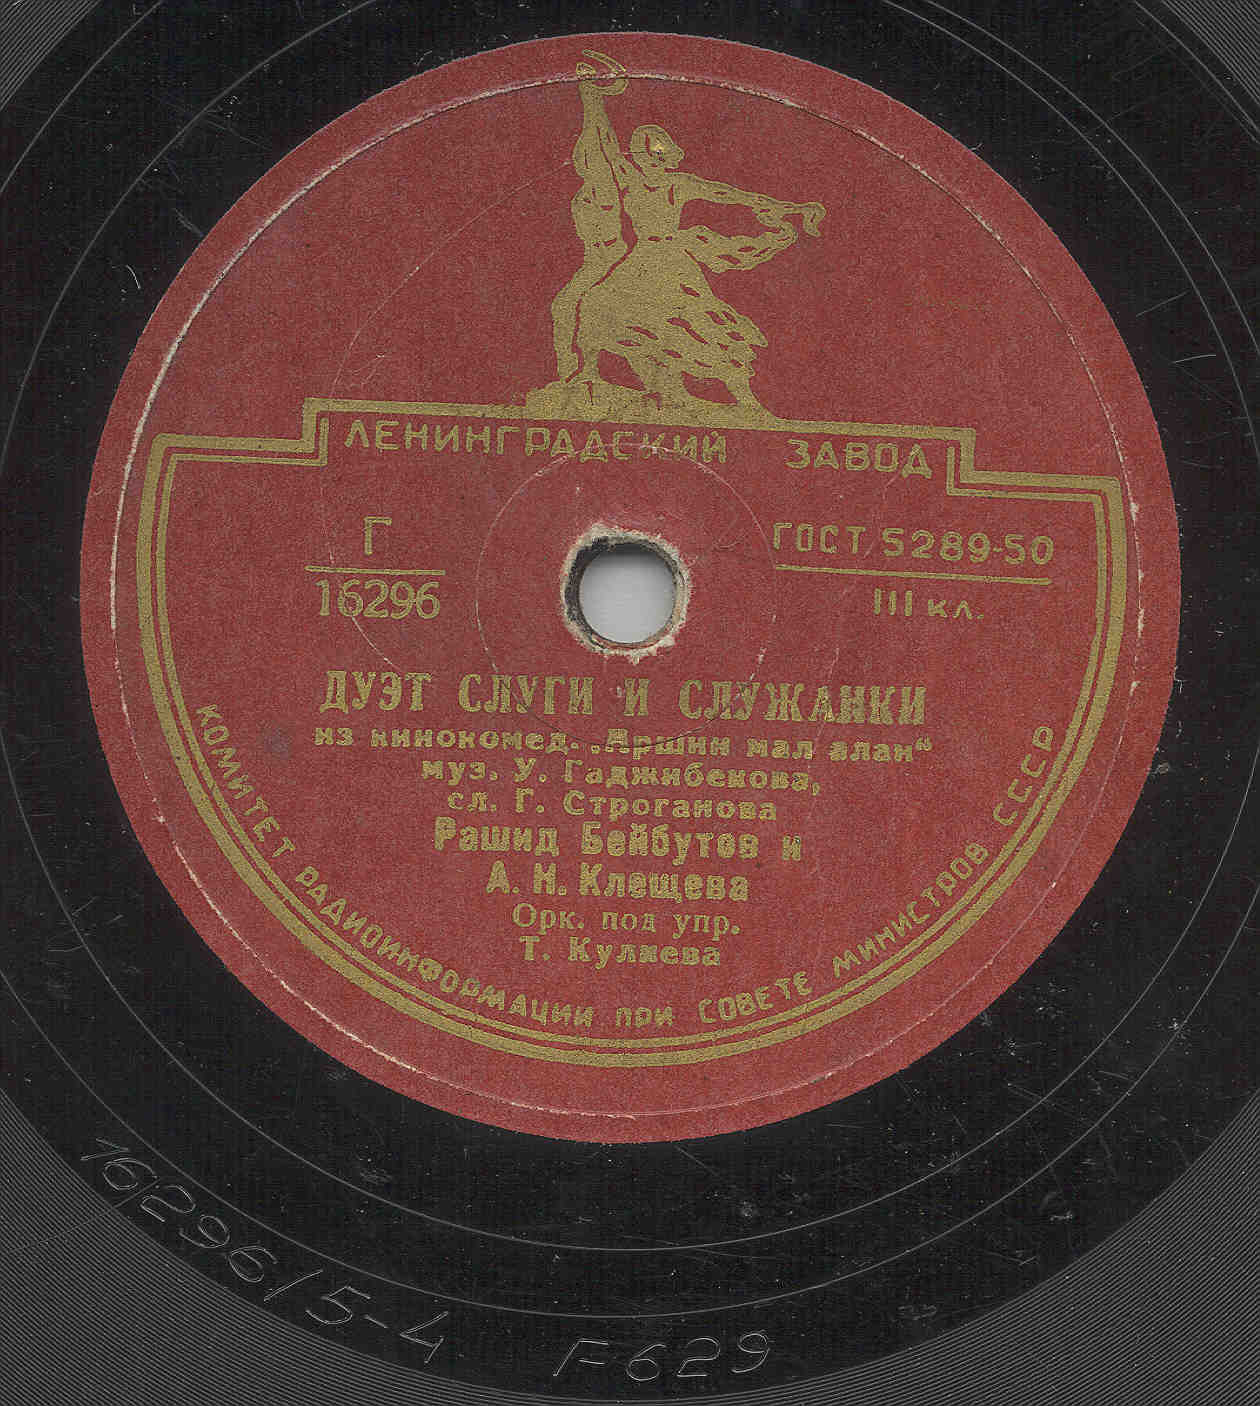 ЛЕНИНГРАДСКИЙ ЗАВОД
Г
16296
ГОСТ 5289-50
III кл.
ДУЭТ СЛУГИ И СЛУЖАНКИ
из кинокомед. „Аршин мал алан“
муз. У. Гаджибекова,
сл. Г. Строганова
Рашид Бейбутов и
А. Н. Клещева
Орк. под упр.
Т. Кулиева
КОМИТЕТ РАДИОИНФОРМАЦИИ ПРИ СОВЕТЕ МИНИСТРОВ СССР
16296/5-4 F629